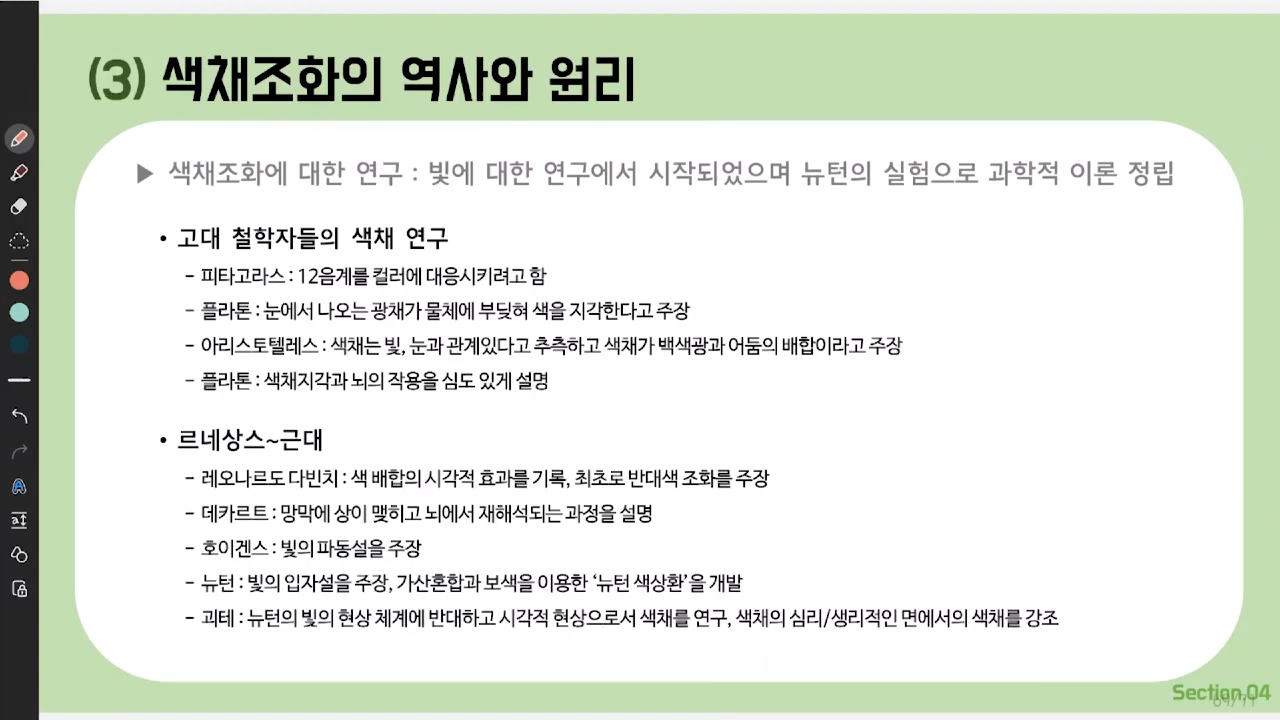 (3) 색채조화의 역사와 원리
▶ 색채조화에 대한 연구 : 빛에 대한 연구에서 시작되었으며 뉴턴의 실험으로 과학적 이론 정립
• 고대 철학자들의 색채 연구
- 피타고라스 : 12음계를 컬러에 대응시키려고 함
- 플라톤 : 눈에서 나오는 광채가 물체에 부딪혀 색을 지각한다고 주장
- 아리스토텔레스 : 색채는 빛, 눈과 관계있다고 추측하고 색채가 백색광과 어둠의 배합이라고 주장
- 플라톤 : 색채지각과 뇌의 작용을 심도 있게 설명
• 르네상스~근대
- 레오나르도 다빈치 : 색 배합의 시각적 효과를 기록, 최초로 반대색 조화를 주장
- 데카르트 : 망막에 상이 맺히고 뇌에서 재해석되는 과정을 설명
- 호이겐스 : 빛의 파동설을 주장
- 뉴턴 : 빛의 입자설을 주장, 가산혼합과 보색을 이용한 ‘뉴턴 색상환’을 개발
- 괴테 : 뉴턴의 빛의 현상 체계에 반대하고 시각적 현상으로서 색채를 연구, 색채의 심리/생리적인 면에서의 색채를 강조
Section 04